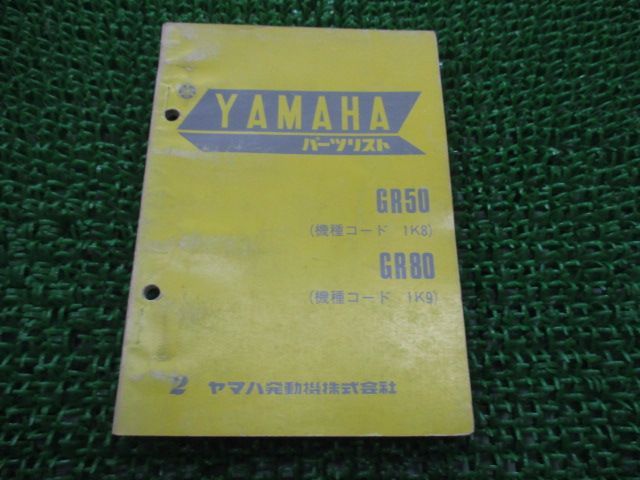 YAMAHA
パーツリスト
GR50
(機種コード 1K8)
GR80
(機種コード 1K9)
2 ヤマハ発動機株式会社